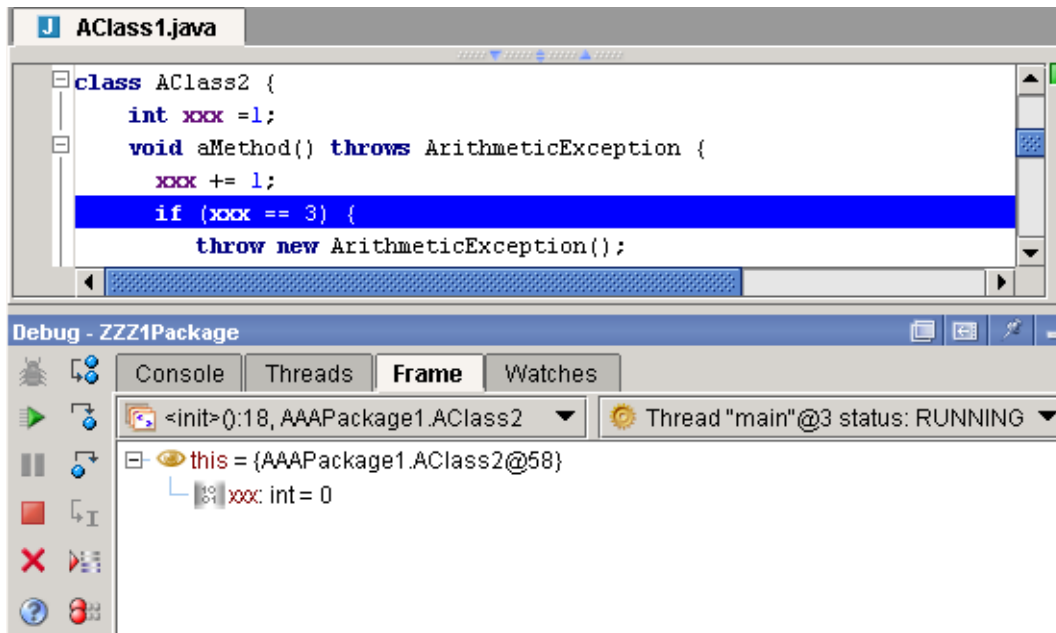 AClass1.java
class AClass2 {
int xxx =1;
void aMethod() throws ArithmeticException {
xxx += 1;
if (xxx == 3) {
throw new ArithmeticException();
Debug - ZZZ1Package
Console Threads Frame Watches
<init>():18, AAAPackage1.AClass2 Thread "main"@3 status: RUNNING
this = {AAAPackage1.AClass2@58}
xxx: int = 0